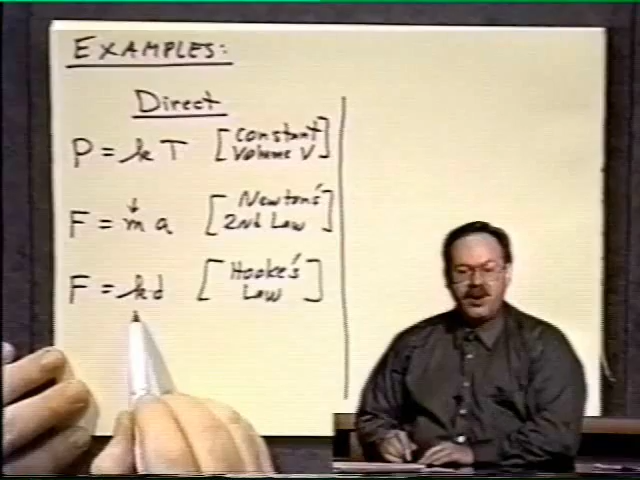 EXAMPLES:
Direct
P = k T [constant Volume V]
F = m a [Newton's 2nd Law]
F = k d [Hooke's Law]